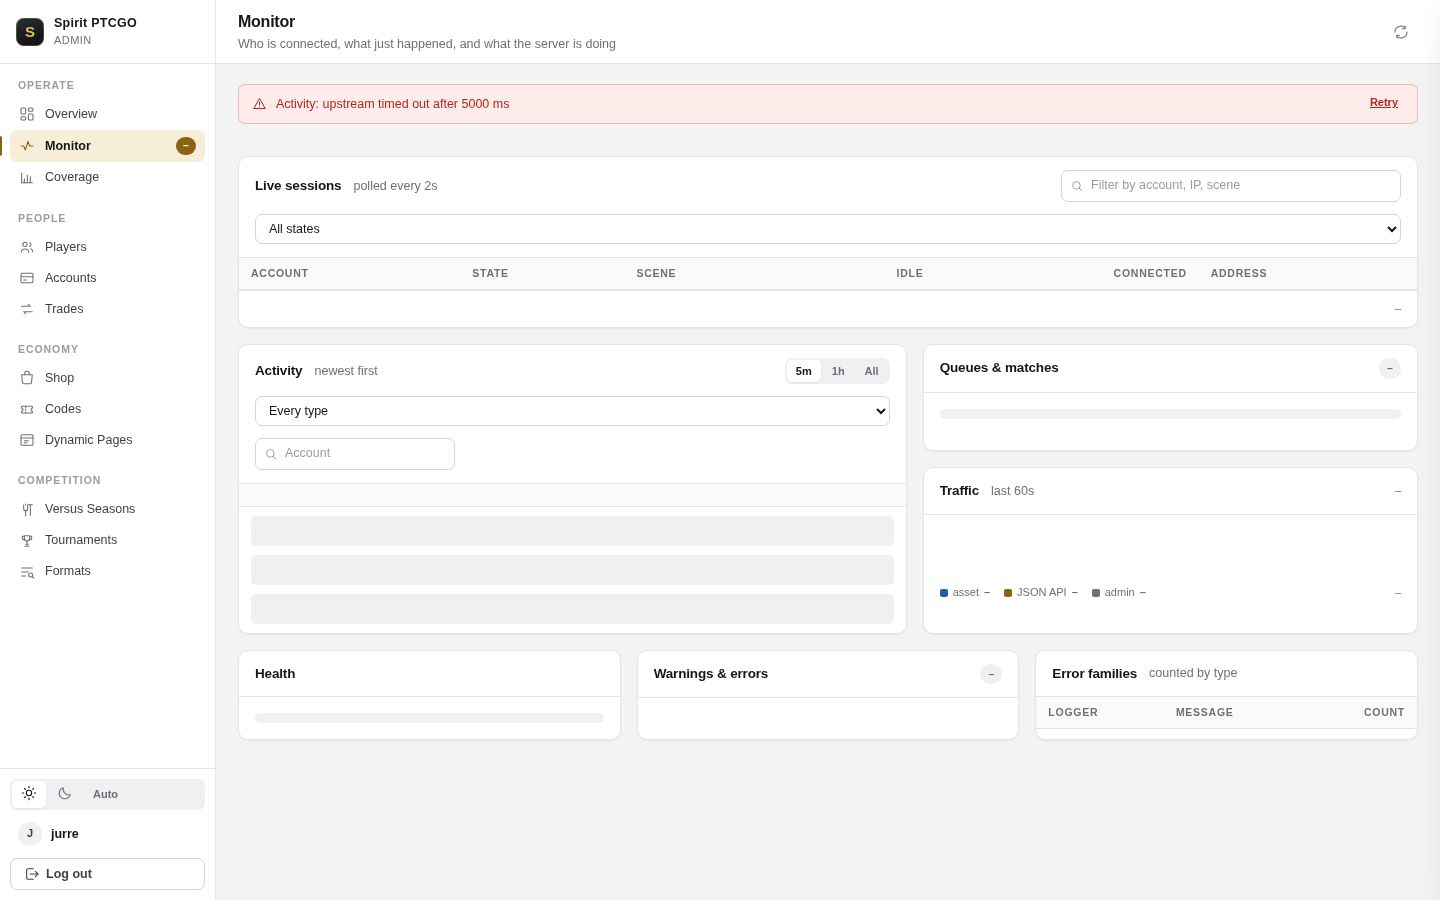 S
Spirit PTCGO
ADMIN
OPERATE
Overview
Monitor –
Coverage
PEOPLE
Players
Accounts
Trades
ECONOMY
Shop
Codes
Dynamic Pages
COMPETITION
Versus Seasons
Tournaments
Formats
Auto
J jurre
Log out
Monitor
Who is connected, what just happened, and what the server is doing
Activity: upstream timed out after 5000 ms Retry
Live sessions polled every 2s Filter by account, IP, scene
All states
ACCOUNT STATE SCENE IDLE CONNECTED ADDRESS
–
Activity newest first 5m 1h All
Every type
Account
Queues & matches –
Traffic last 60s –
asset – JSON API – admin – –
Health
Warnings & errors –
Error families counted by type
LOGGER MESSAGE COUNT